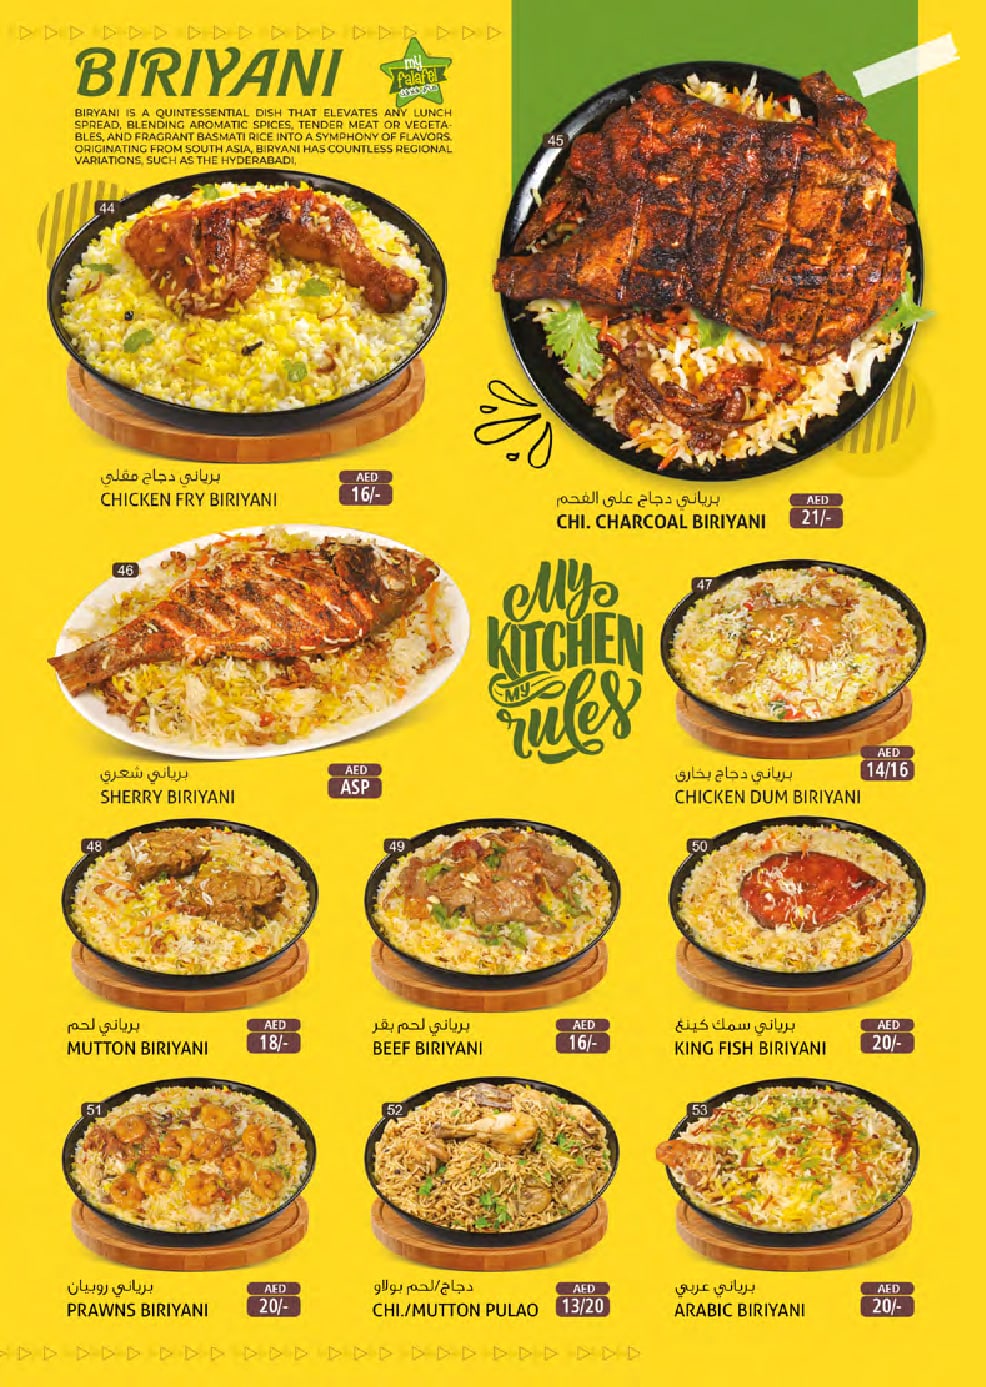 BIRIYANI
my
falafel
BIRYANI IS A QUINTESSENTIAL DISH THAT ELEVATES ANY LUNCH
SPREAD, BLENDING AROMATIC SPICES, TENDER MEAT OR VEGETA-
BLES, AND FRAGRANT BASMATI RICE INTO A SYMPHONY OF FLAVORS.
ORIGINATING FROM SOUTH ASIA, BIRYANI HAS COUNTLESS REGIONAL
VARIATIONS, SUCH AS THE HYDERABADI.
44
برياني دجاج مقلي
CHICKEN FRY BIRIYANI
AED
16/-
45
برياني دجاج على الفحم
CHI. CHARCOAL BIRIYANI
AED
21/-
46
برياني شعري
SHERRY BIRIYANI
AED
ASP
My
KITCHEN
MY
rules
47
برياني دجاج بخاري
CHICKEN DUM BIRIYANI
AED
14/16
48
برياني لحم
MUTTON BIRIYANI
AED
18/-
49
برياني لحم بقر
BEEF BIRIYANI
AED
16/-
50
برياني سمك كينغ
KING FISH BIRIYANI
AED
20/-
51
برياني روبيان
PRAWNS BIRIYANI
AED
20/-
52
دجاج/لحم بولاو
CHI./MUTTON PULAO
AED
13/20
53
برياني عربي
ARABIC BIRIYANI
AED
20/-